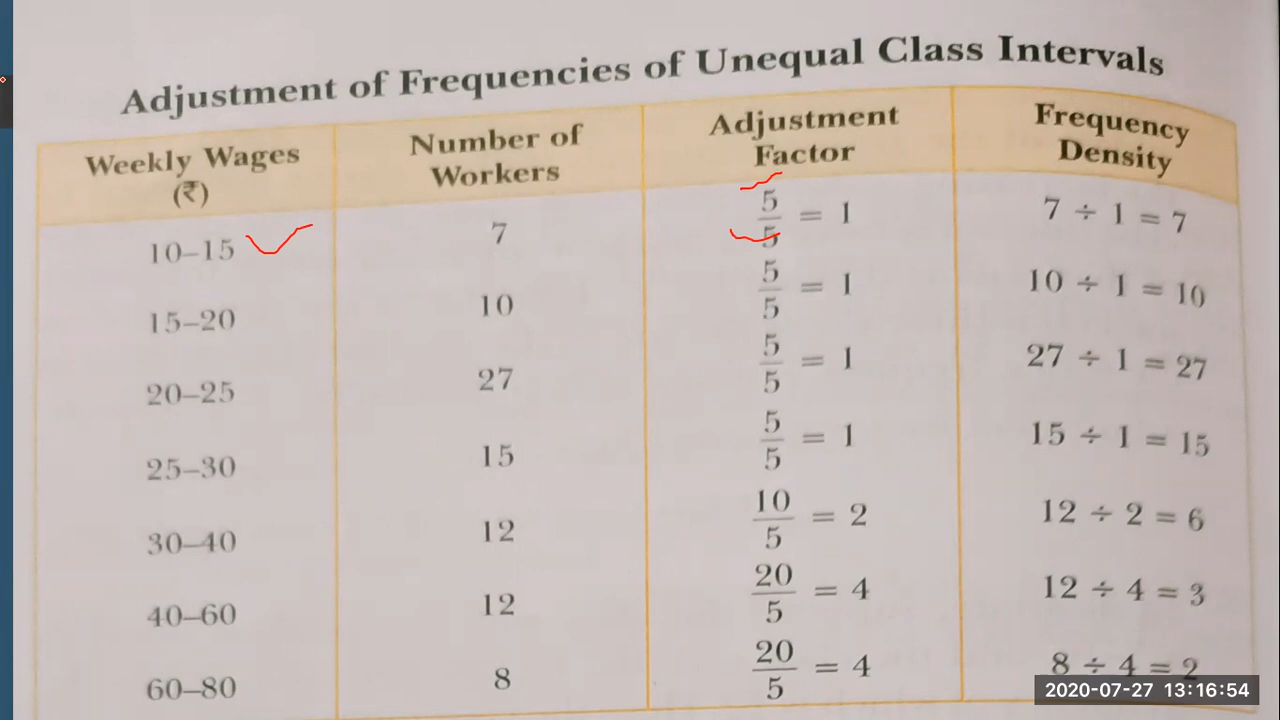 Adjustment of Frequencies of Unequal Class Intervals
Weekly Wages (₹) Number of Workers Adjustment Factor Frequency Density
10–15 7 5/5 = 1 7 ÷ 1 = 7
15–20 10 5/5 = 1 10 ÷ 1 = 10
20–25 27 5/5 = 1 27 ÷ 1 = 27
25–30 15 5/5 = 1 15 ÷ 1 = 15
30–40 12 10/5 = 2 12 ÷ 2 = 6
40–60 12 20/5 = 4 12 ÷ 4 = 3
60–80 8 20/5 = 4 8 ÷ 4 = 2
2020-07-27 13:16:54